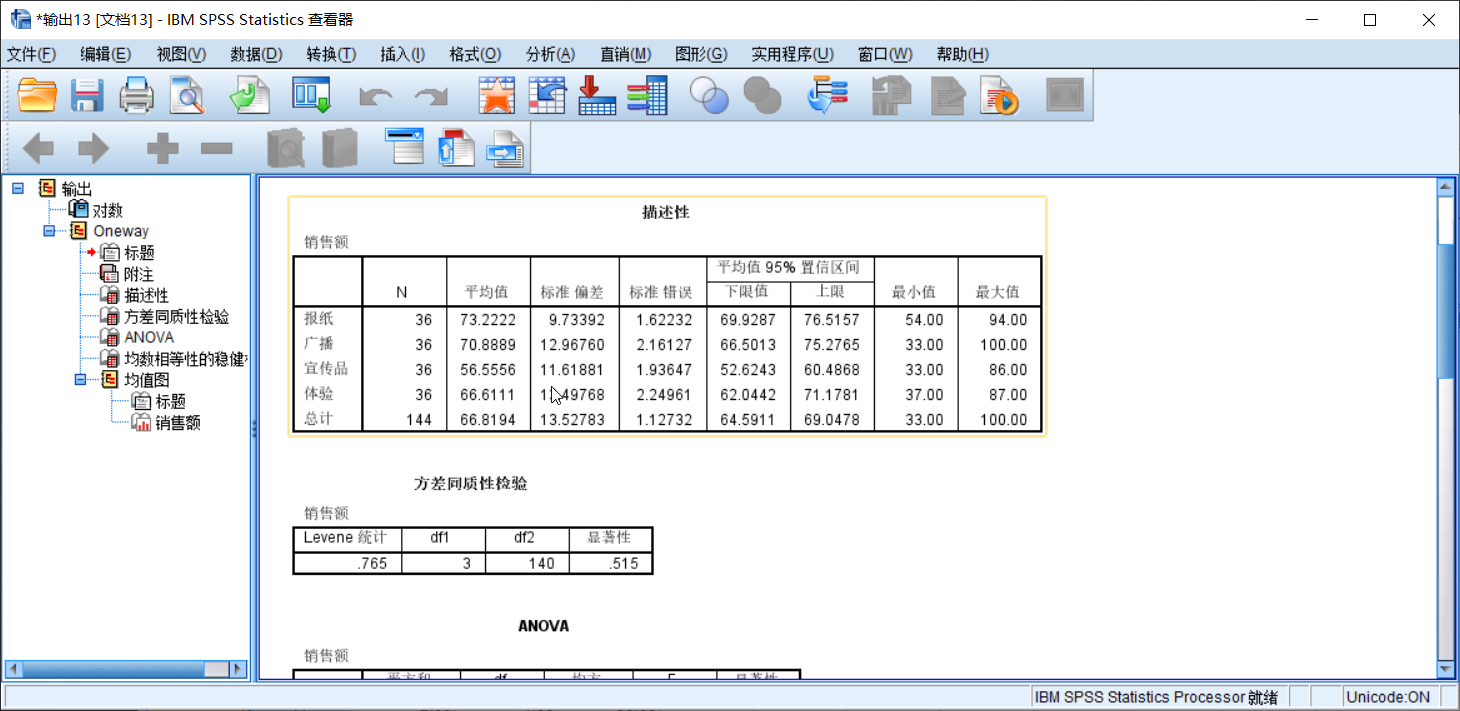 *输出13 [文档13] - IBM SPSS Statistics 查看器
文件(F) 编辑(E) 视图(V) 数据(D) 转换(T) 插入(I) 格式(O) 分析(A) 直销(M) 图形(G) 实用程序(U) 窗口(W) 帮助(H)
输出
对数
Oneway
标题
附注
描述性
方差同质性检验
ANOVA
均数相等性的稳健
均值图
标题
销售额
描述性
销售额
平均值 95% 置信区间
N 平均值 标准 偏差 标准 错误 下限值 上限 最小值 最大值
报纸 36 73.2222 9.73392 1.62232 69.9287 76.5157 54.00 94.00
广播 36 70.8889 12.96760 2.16127 66.5013 75.2765 33.00 100.00
宣传品 36 56.5556 11.61881 1.93647 52.6243 60.4868 33.00 86.00
体验 36 66.6111 2.24961 62.0442 71.1781 37.00 87.00
总计 144 66.8194 13.52783 1.12732 64.5911 69.0478 33.00 100.00
方差同质性检验
销售额
Levene 统计 df1 df2 显著性
.765 3 140 .515
ANOVA
销售额
平方和 df 均方 F 显著性
IBM SPSS Statistics Processor 就绪 Unicode:ON